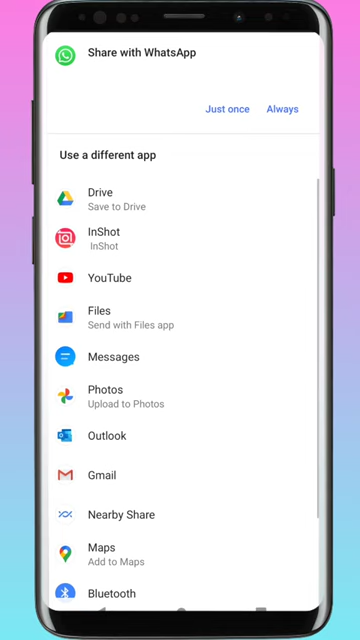 Share with WhatsApp
Just once
Always
Use a different app
Drive
Save to Drive
InShot
InShot
YouTube
Files
Send with Files app
Messages
Photos
Upload to Photos
Outlook
Gmail
Nearby Share
Maps
Add to Maps
Bluetooth